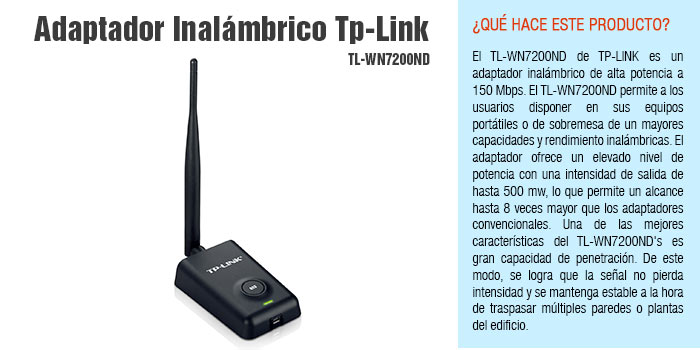 Adaptador Inalámbrico Tp-Link
TL-WN7200ND
TP-LINK
¿QUÉ HACE ESTE PRODUCTO?
El TL-WN7200ND de TP-LINK es un
adaptador inalámbrico de alta potencia a
150 Mbps. El TL-WN7200ND permite a los
usuarios disponer en sus equipos
portátiles o de sobremesa de un mayores
capacidades y rendimiento inalámbricas. El
adaptador ofrece un elevado nivel de
potencia con una intensidad de salida de
hasta 500 mw, lo que permite un alcance
hasta 8 veces mayor que los adaptadores
convencionales. Una de las mejores
características del TL-WN7200ND's es
gran capacidad de penetración. De este
modo, se logra que la señal no pierda
intensidad y se mantenga estable a la hora
de traspasar múltiples paredes o plantas
del edificio.